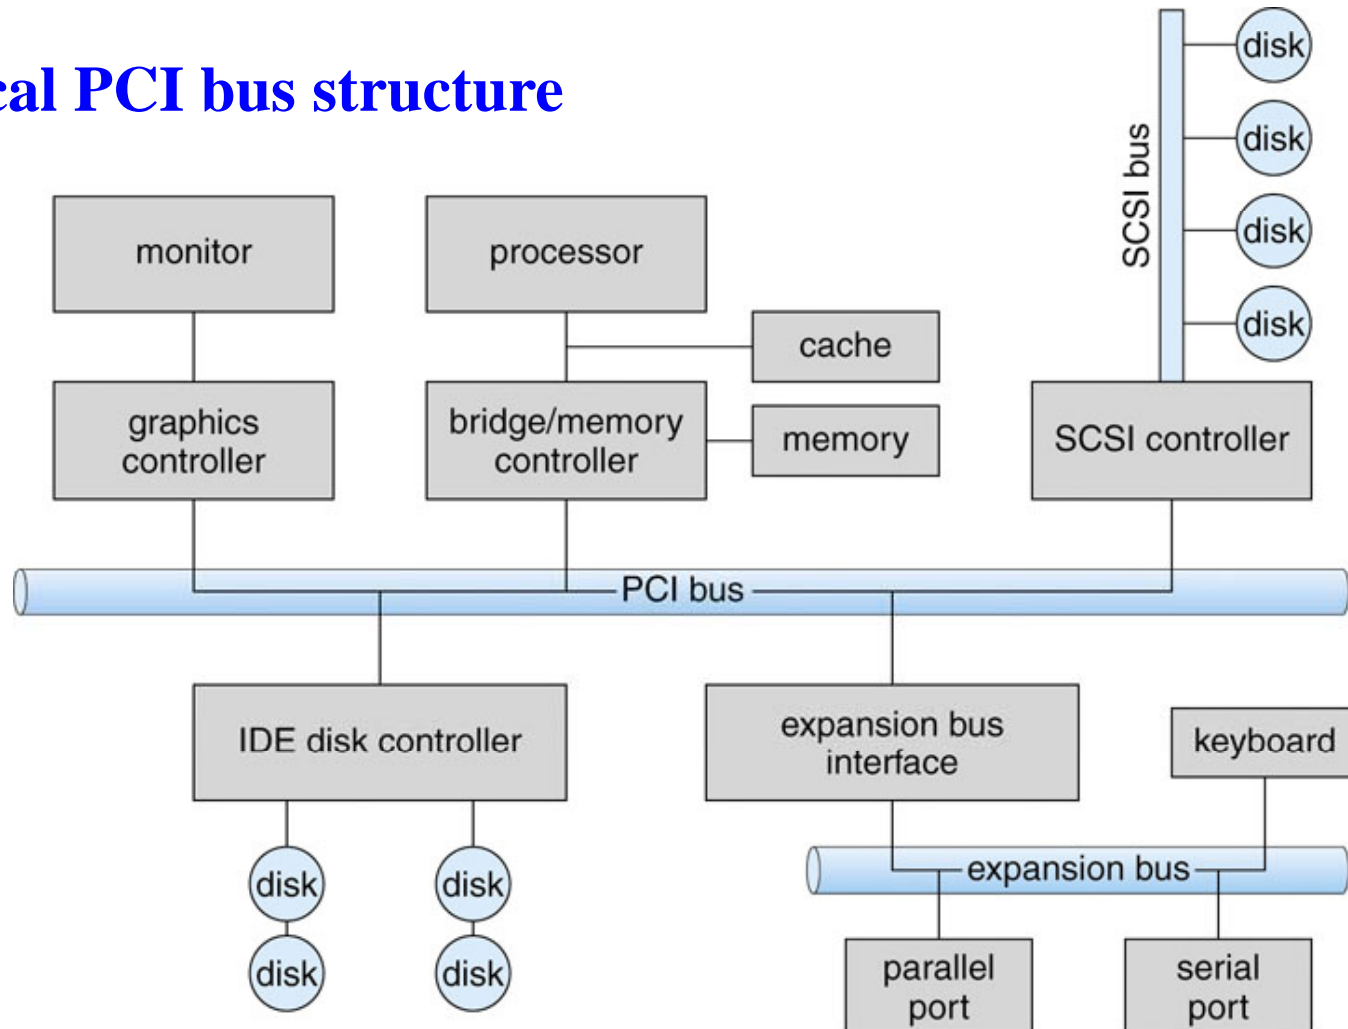 cal PCI bus structure
disk
disk
disk
disk
SCSI bus
monitor
processor
cache
graphics
controller
bridge/memory
controller
memory
SCSI controller
PCI bus
IDE disk controller
expansion bus
interface
keyboard
disk
disk
expansion bus
disk
disk
parallel
port
serial
port